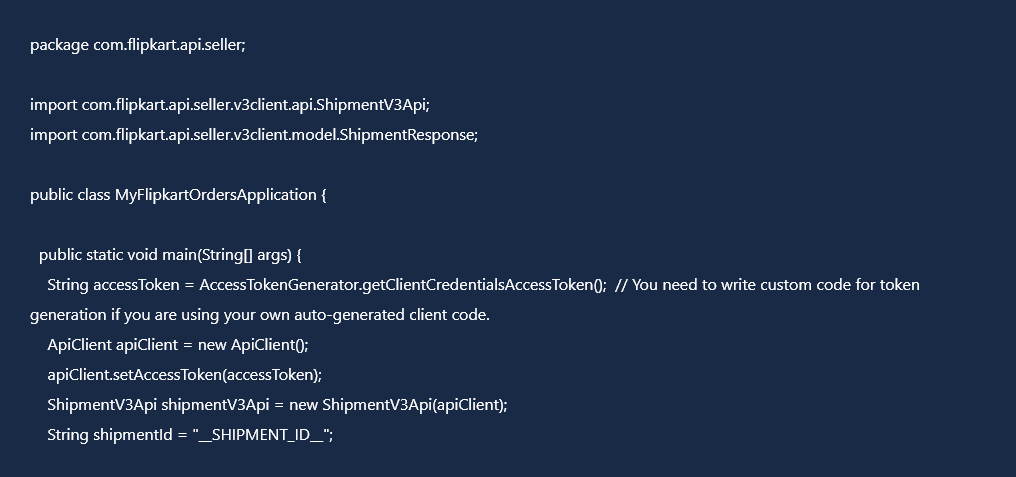 package com.flipkart.api.seller;
import com.flipkart.api.seller.v3client.api.ShipmentV3Api;
import com.flipkart.api.seller.v3client.model.ShipmentResponse;
public class MyFlipkartOrdersApplication {
public static void main(String[] args) {
String accessToken = AccessTokenGenerator.getClientCredentialsAccessToken();  // You need to write custom code for token
generation if you are using your own auto-generated client code.
ApiClient apiClient = new ApiClient();
apiClient.setAccessToken(accessToken);
ShipmentV3Api shipmentV3Api = new ShipmentV3Api(apiClient);
String shipmentId = "__SHIPMENT_ID__";